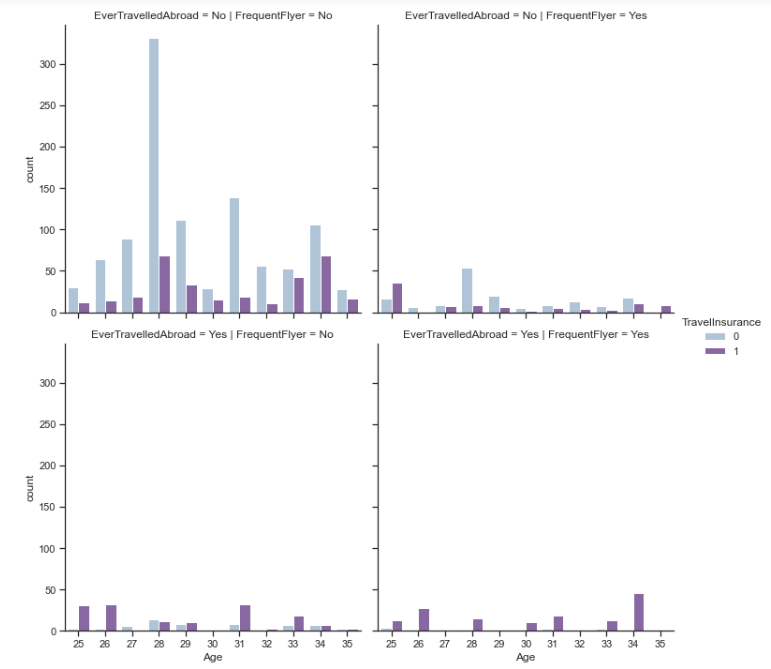 EverTravelledAbroad = No | FrequentFlyer = No
EverTravelledAbroad = No | FrequentFlyer = Yes
300
250
200
150
100
50
0
count
EverTravelledAbroad = Yes | FrequentFlyer = No
EverTravelledAbroad = Yes | FrequentFlyer = Yes
TravelInsurance
0
1
300
250
200
150
100
50
0
count
25 26 27 28 29 30 31 32 33 34 35
Age
25 26 27 28 29 30 31 32 33 34 35
Age